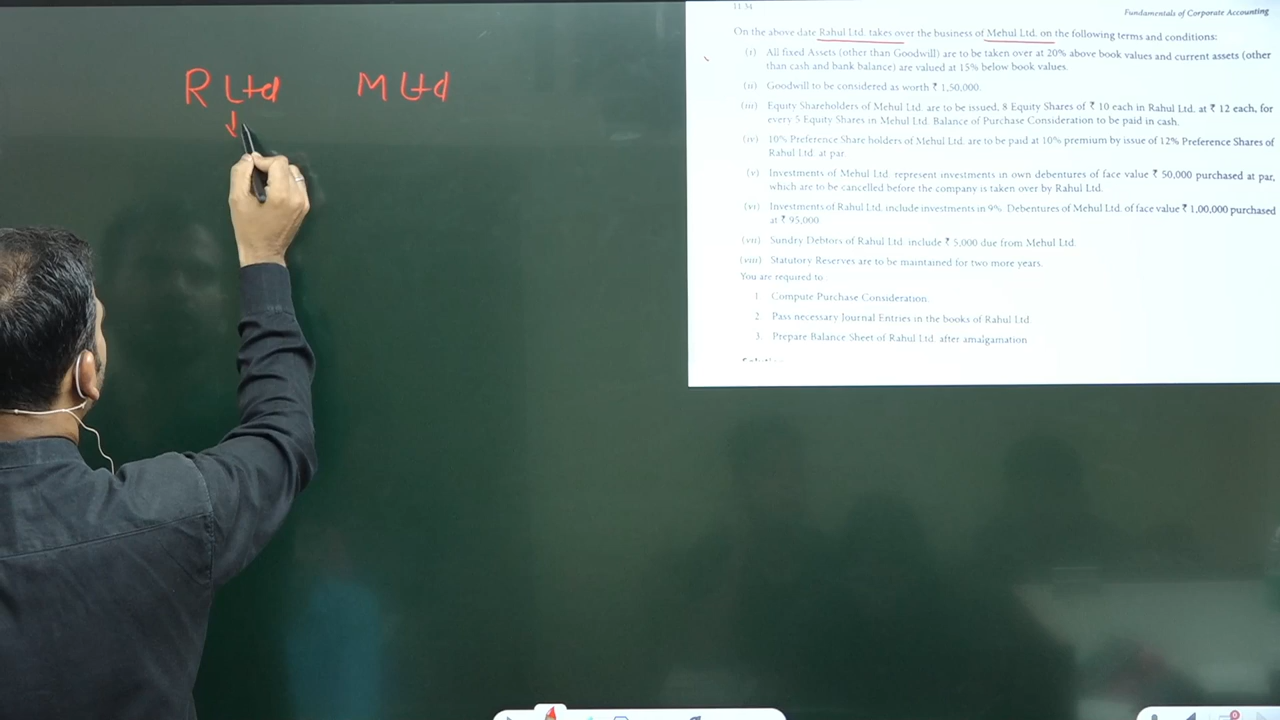 11.34
Fundamentals of Corporate Accounting
On the above date Rahul Ltd. takes over the business of Mehul Ltd. on the following terms and conditions:
(i) All fixed Assets (other than Goodwill) are to be taken over at 20% above book values and current assets (other
than cash and bank balance) are valued at 15% below book values.
(ii) Goodwill to be considered as worth ₹ 1,50,000.
(iii) Equity Shareholders of Mehul Ltd. are to be issued, 8 Equity Shares of ₹ 10 each in Rahul Ltd. at ₹ 12 each, for
every 5 Equity Shares in Mehul Ltd. Balance of Purchase Consideration to be paid in cash.
(iv) 10% Preference Share holders of Mehul Ltd. are to be paid at 10% premium by issue of 12% Preference Shares of
Rahul Ltd. at par
(v) Investments of Mehul Ltd. represent investments in own debentures of face value ₹ 50,000 purchased at par,
which are to be cancelled before the company is taken over by Rahul Ltd.
(vi) Investments of Rahul Ltd. include investments in 9% Debentures of Mehul Ltd. of face value ₹ 1,00,000 purchased
at ₹ 95,000
(vii) Sundry Debtors of Rahul Ltd. include ₹ 5,000 due from Mehul Ltd.
(viii) Statutory Reserves are to be maintained for two more years.
You are required to
1 Compute Purchase Consideration.
2. Pass necessary Journal Entries in the books of Rahul Ltd.
3. Prepare Balance Sheet of Rahul Ltd. after amalgamation
R Ltd M Ltd